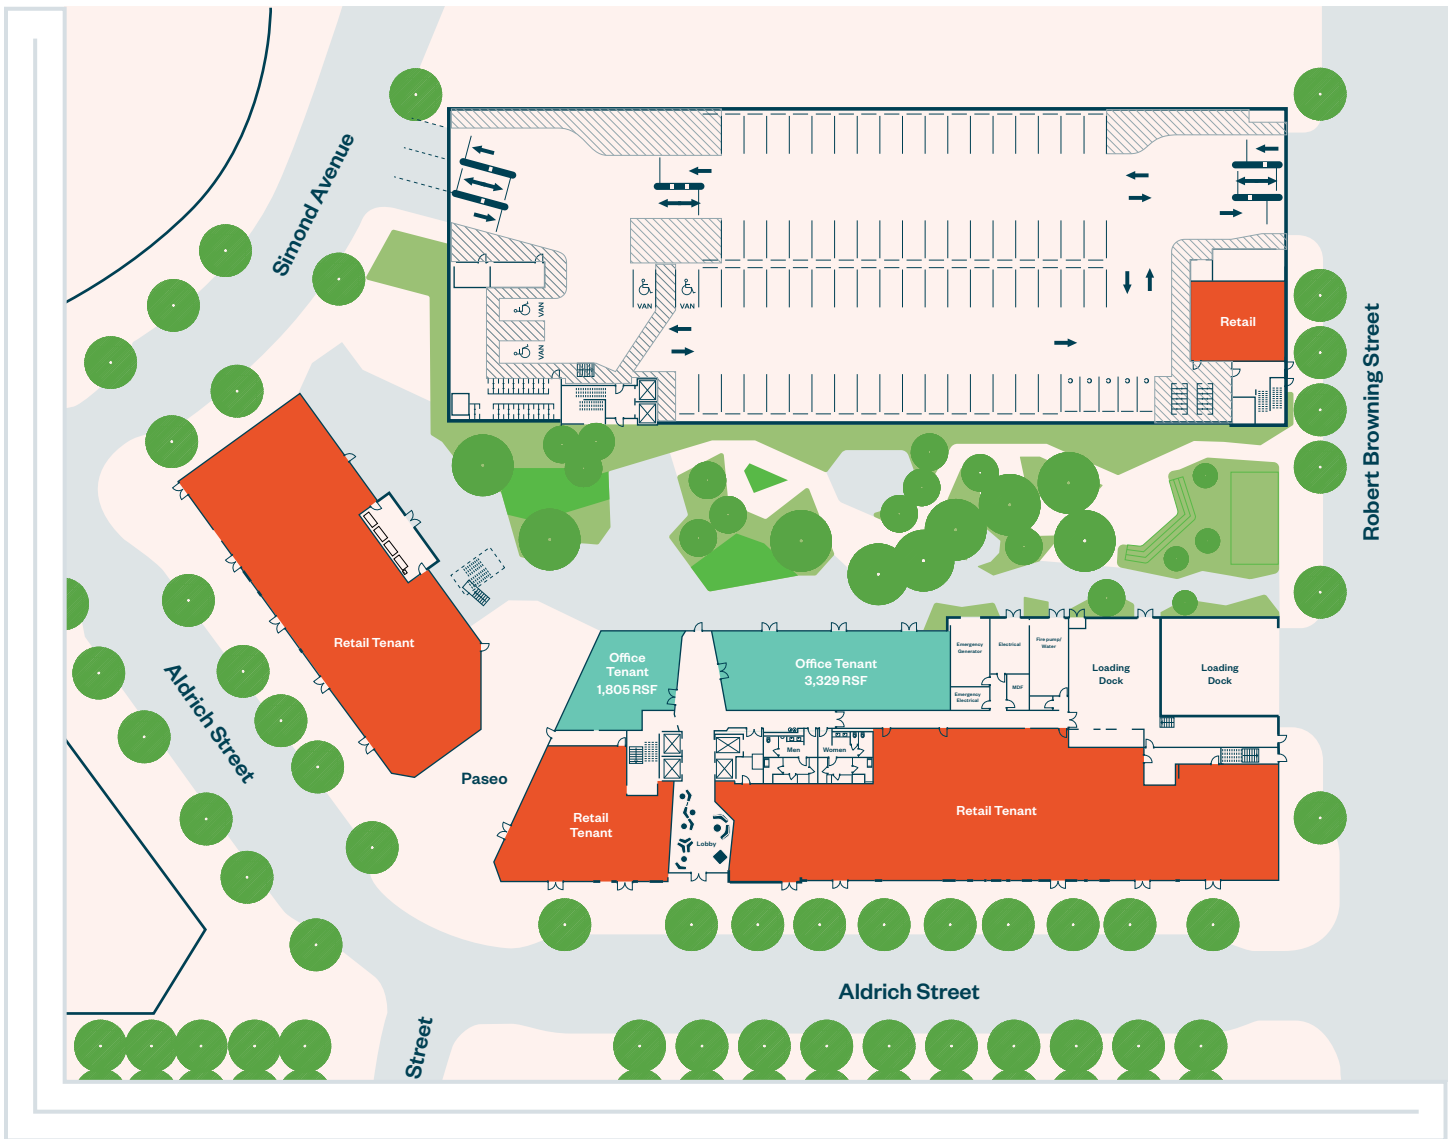 Simond Avenue
VAN
VAN
VAN
VAN
Retail
Robert Browning Street
Retail Tenant
Office
Tenant
1,805 RSF
Office Tenant
3,329 RSF
Emergency
Generator
Electrical
Fire pump/
Water
Emergency
Electrical
MDF
Loading
Dock
Loading
Dock
Aldrich Street
Paseo
Men
Women
Retail
Tenant
Lobby
Retail Tenant
Aldrich Street
Street